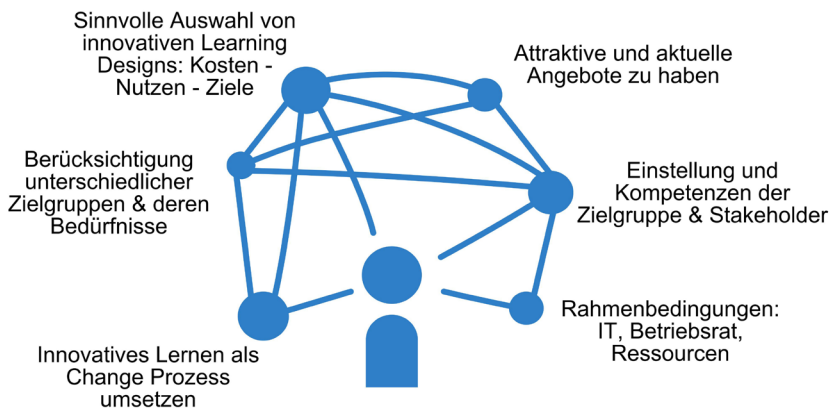 Sinnvolle Auswahl von
innovativen Learning
Designs: Kosten -
Nutzen - Ziele
Attraktive und aktuelle
Angebote zu haben
Berücksichtigung
unterschiedlicher
Zielgruppen & deren
Bedürfnisse
Einstellung und
Kompetenzen der
Zielgruppe & Stakeholder
Innovatives Lernen als
Change Prozess
umsetzen
Rahmenbedingungen:
IT, Betriebsrat,
Ressourcen